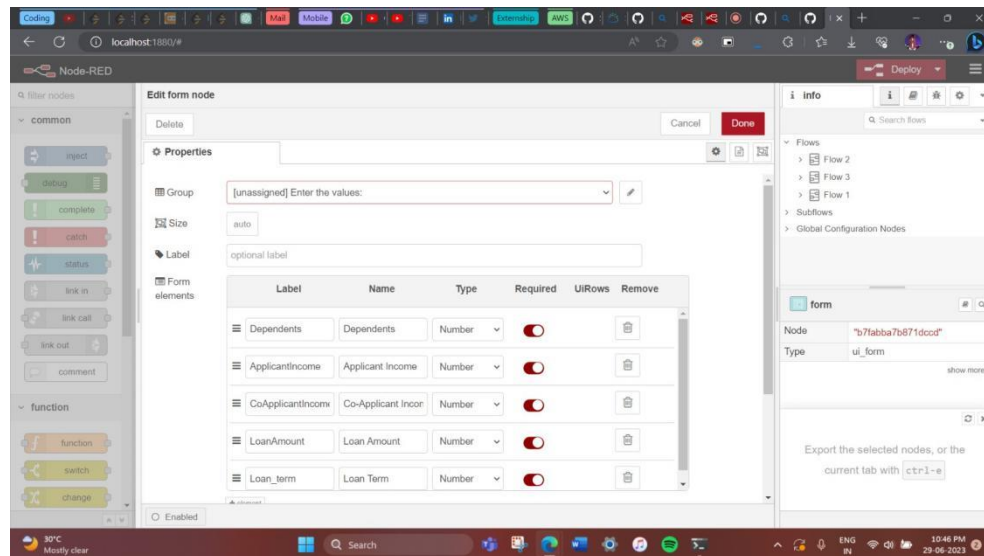 Coding
Mail
Mobile
in
Externship
AWS
localhost:1880/#
Node-RED
Deploy
filter nodes
Edit form node
i info
common
Delete
Cancel
Done
Search flows
inject
Properties
Flows
Flow 2
debug
Group
[unassigned] Enter the values:
Flow 3
complete
Flow 1
Size
auto
Subflows
catch
Global Configuration Nodes
status
Label
optional label
link in
Form elements
Label Name Type Required UiRows Remove
form
link call
Dependents Dependents Number
Node "b7fabba7b871dccd"
link out
Type ui_form
comment
ApplicantIncome Applicant Income Number
show more
function
CoApplicantIncome Co-Applicant Incor Number
function
LoanAmount Loan Amount Number
Export the selected nodes, or the
current tab with ctrl-e
switch
Loan_term Loan Term Number
change
Enabled
30°C
Mostly clear
Search
ENG
IN
10:46 PM
29-06-2023